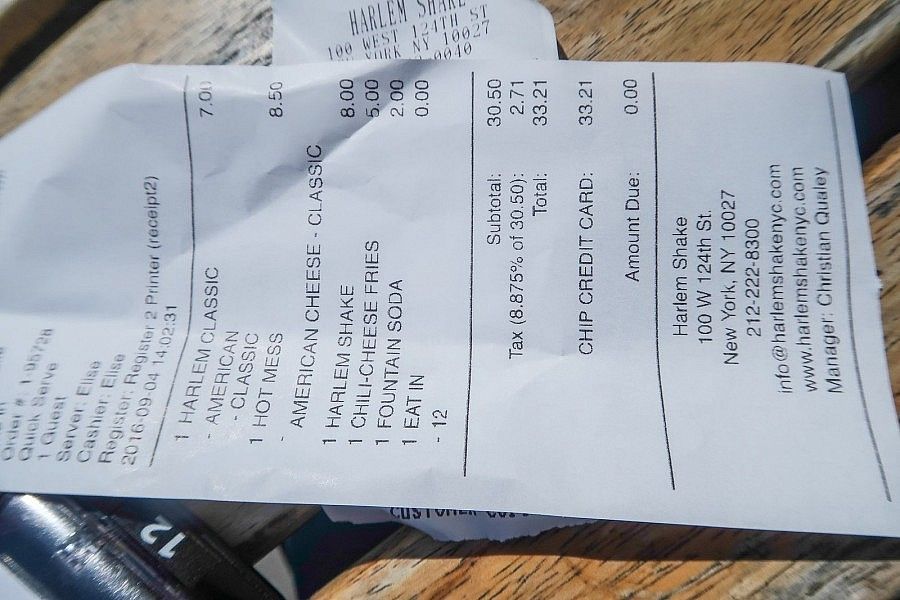 HARLEM SHAKE
100 WEST 124TH ST
YORK NY 10027
Order #: 195728
Quick Serve
1 Guest
Server: Elise
Cashier: Elise
Register: Register 2 Printer (receipt2)
2016-09-04 14:02:31
1 HARLEM CLASSIC 7.00
- AMERICAN
- CLASSIC
1 HOT MESS 8.50
- AMERICAN CHEESE - CLASSIC
1 HARLEM SHAKE 8.00
1 CHILI-CHEESE FRIES 5.00
1 FOUNTAIN SODA 2.00
1 EAT IN 0.00
- 12
Subtotal: 30.50
Tax (8.875% of 30.50): 2.71
Total: 33.21
CHIP CREDIT CARD: 33.21
Amount Due: 0.00
Harlem Shake
100 W 124th St.
New York, NY 10027
212-222-8300
info@harlemshakenyc.com
www.harlemshakenyc.com
Manager: Christian Qualey
CUSTOMER
12